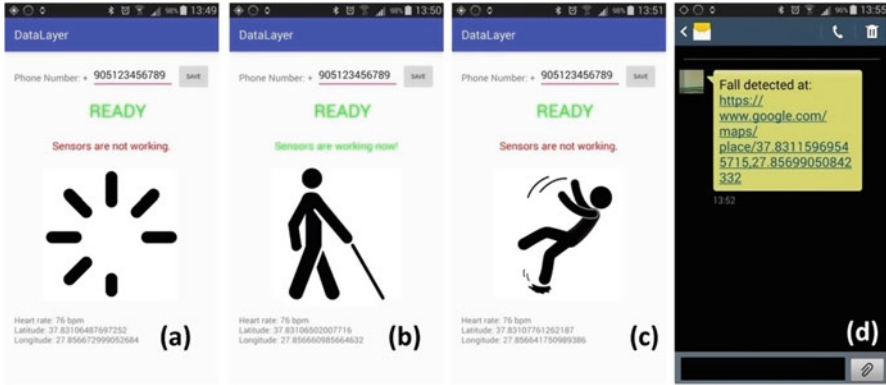 13:49
DataLayer
Phone Number: + 905123456789 SAVE
READY
Sensors are not working.
Heart rate: 76 bpm
Latitude: 37.83106487697252
Longitude: 27.856672999052684
(a)
13:50
DataLayer
Phone Number: + 905123456789 SAVE
READY
Sensors are working now!
Heart rate: 76 bpm
Latitude: 37.83106502007716
Longitude: 27.856660985664632
(b)
98% 13:51
DataLayer
Phone Number: + 905123456789 SAVE
READY
Sensors are not working.
Heart rate: 76 bpm
Latitude: 37.83107761262187
Longitude: 27.856641750989386
(c)
13:55
Fall detected at:
https://
www.google.com/
maps/
place/37.8311596954
5715,27.85699050842
332
13:52
(d)